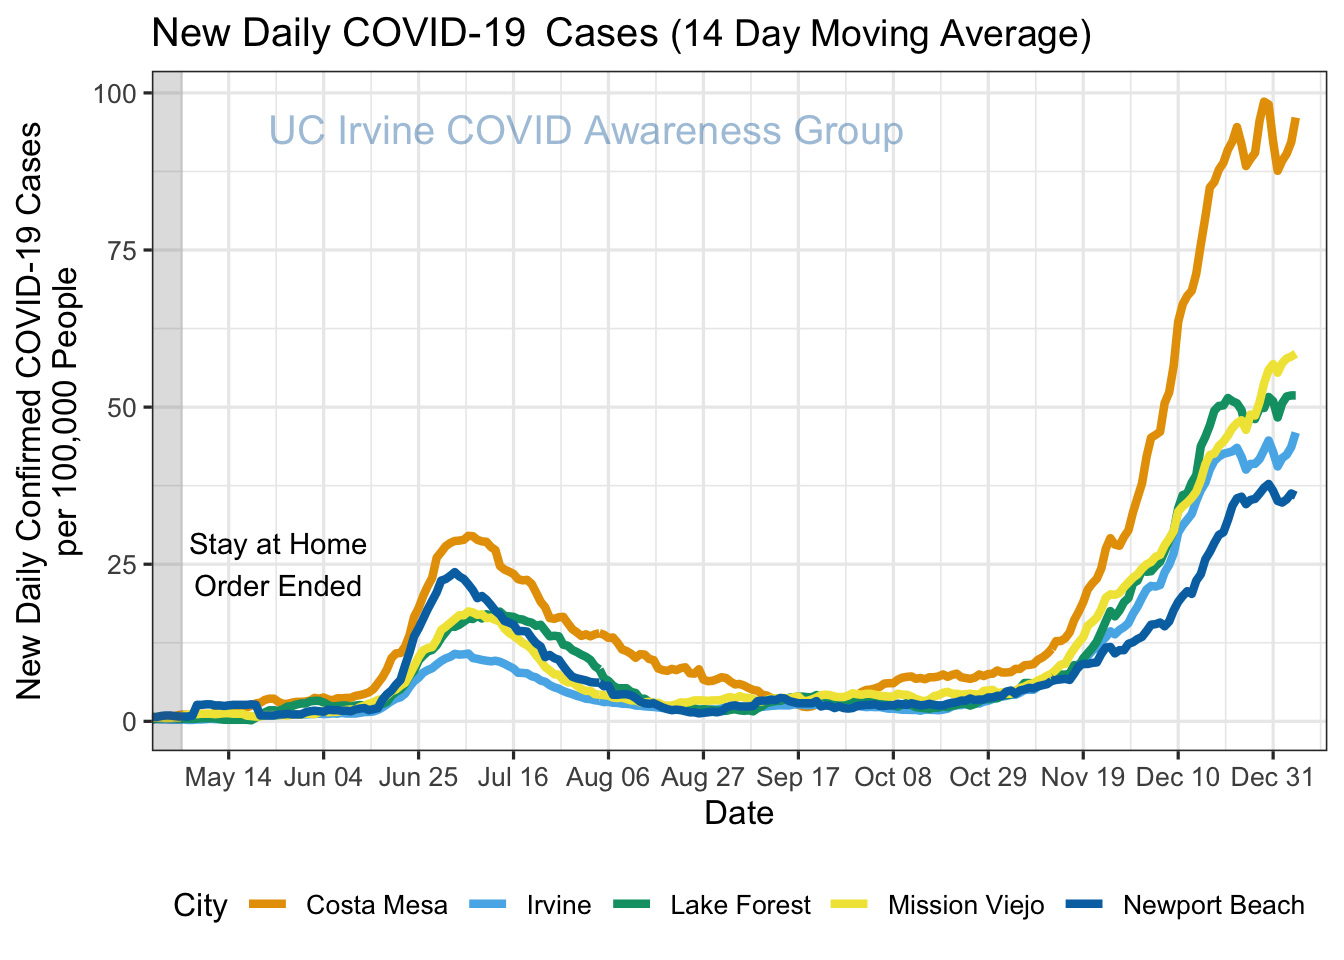 New Daily COVID-19 Cases (14 Day Moving Average)
New Daily Confirmed COVID-19 Cases
per 100,000 People
100
75
50
25
0
UC Irvine COVID Awareness Group
Stay at Home
Order Ended
May 14 Jun 04 Jun 25 Jul 16 Aug 06 Aug 27 Sep 17 Oct 08 Oct 29 Nov 19 Dec 10 Dec 31
Date
City Costa Mesa Irvine Lake Forest Mission Viejo Newport Beach